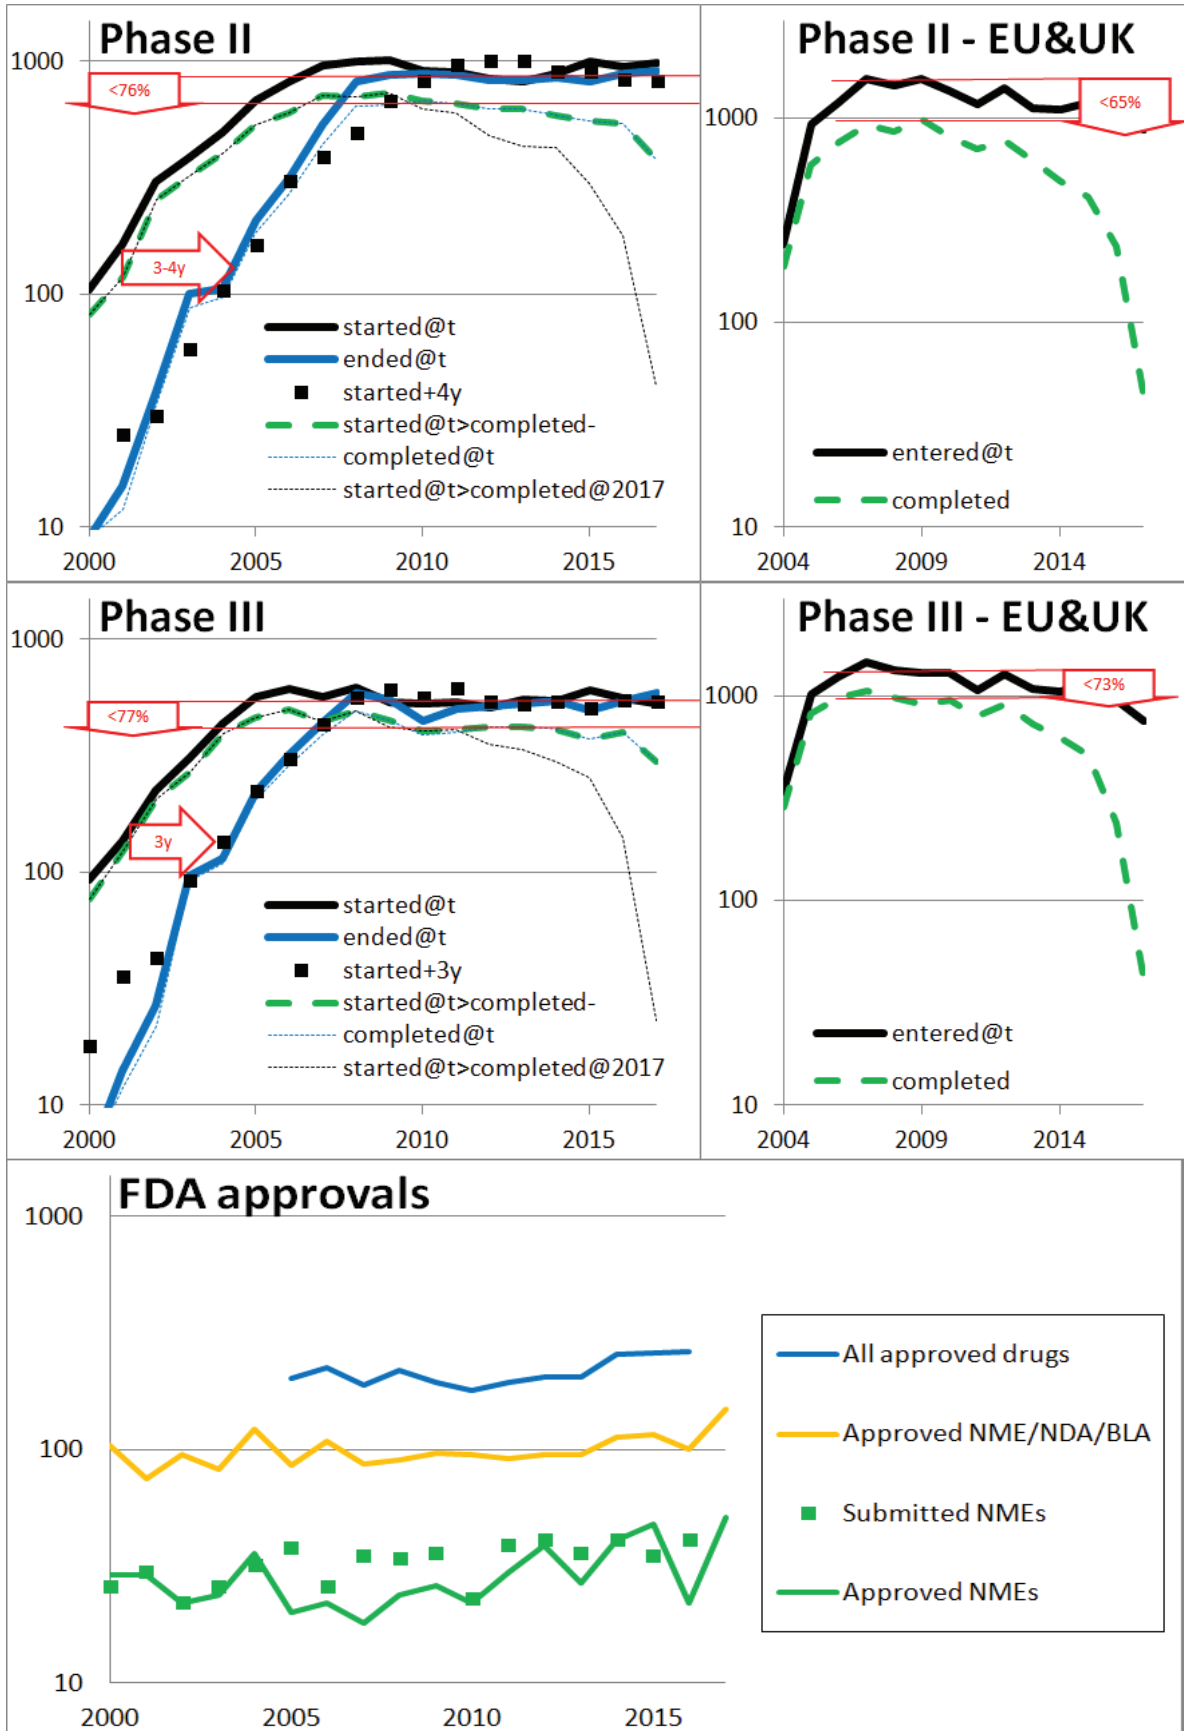 Phase II
1000
<76%
3-4y
100
started@t
ended@t
started+4y
started@t>completed-
completed@t
started@t>completed@2017
10
2000 2005 2010 2015
Phase II - EU&UK
<65%
1000
100
entered@t
completed
10
2004 2009 2014
Phase III
1000
<77%
3y
100
started@t
ended@t
started+3y
started@t>completed-
completed@t
started@t>completed@2017
10
2000 2005 2010 2015
Phase III - EU&UK
<73%
1000
100
entered@t
completed
10
2004 2009 2014
FDA approvals
1000
100
10
2000 2005 2010 2015
All approved drugs
Approved NME/NDA/BLA
Submitted NMEs
Approved NMEs